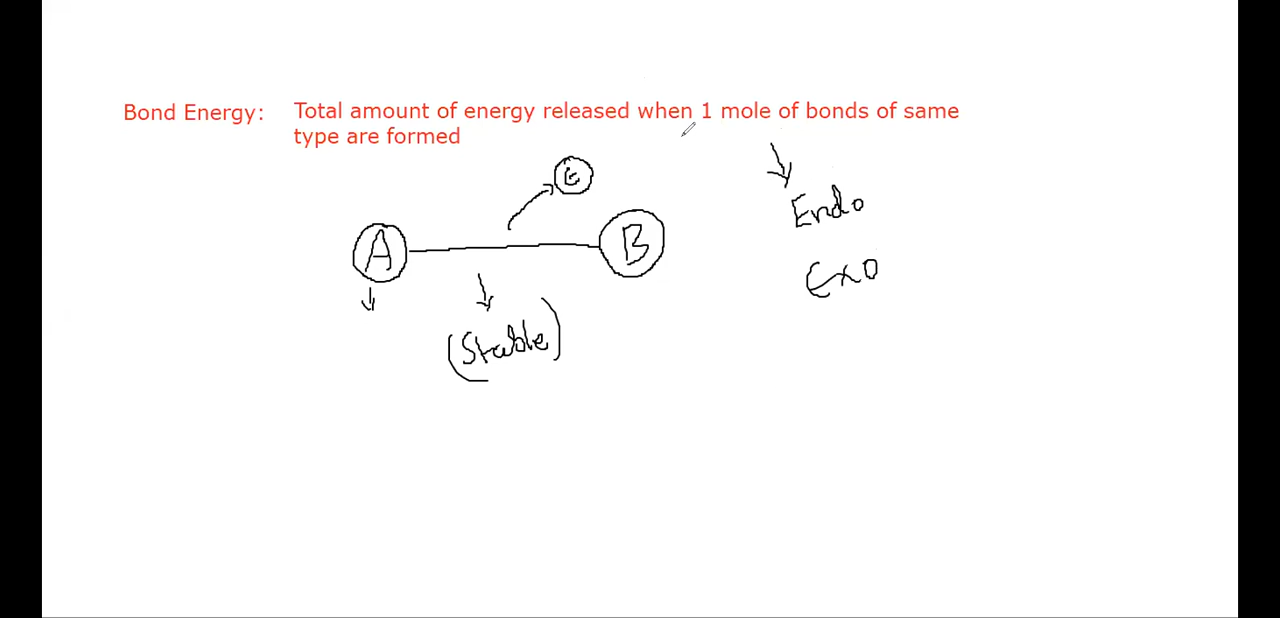 Bond Energy: Total amount of energy released when 1 mole of bonds of same
type are formed
E
Endo
A B
Exo
(Stable)